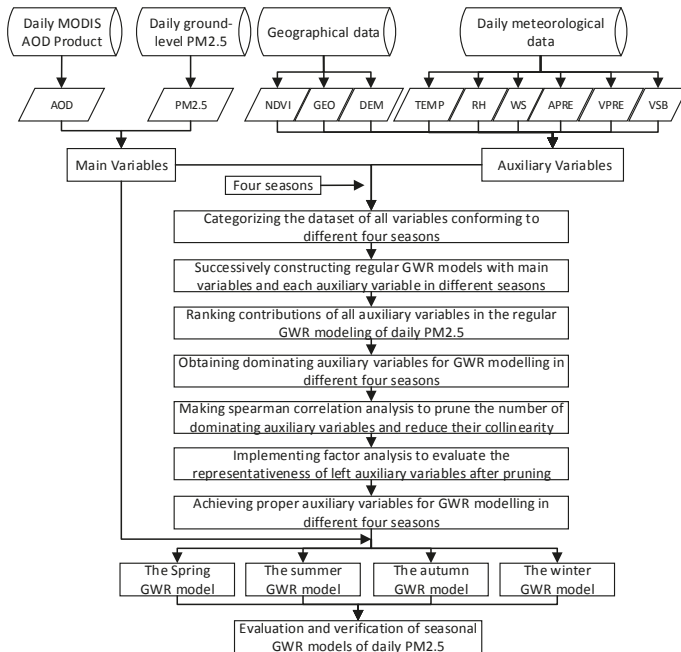 Daily MODIS
AOD Product
Daily ground-
level PM2.5
Geographical data
Daily meteorological
data
AOD
PM2.5
NDVI
GEO
DEM
TEMP
RH
WS
APRE
VPRE
VSB
Main Variables
Auxiliary Variables
Four seasons
Categorizing the dataset of all variables conforming to
different four seasons
Successively constructing regular GWR models with main
variables and each auxiliary variable in different seasons
Ranking contributions of all auxiliary variables in the regular
GWR modeling of daily PM2.5
Obtaining dominating auxiliary variables for GWR modelling in
different four seasons
Making spearman correlation analysis to prune the number of
dominating auxiliary variables and reduce their collinearity
Implementing factor analysis to evaluate the
representativeness of left auxiliary variables after pruning
Achieving proper auxiliary variables for GWR modelling in
different four seasons
The Spring
GWR model
The summer
GWR model
The autumn
GWR model
The winter
GWR model
Evaluation and verification of seasonal
GWR models of daily PM2.5